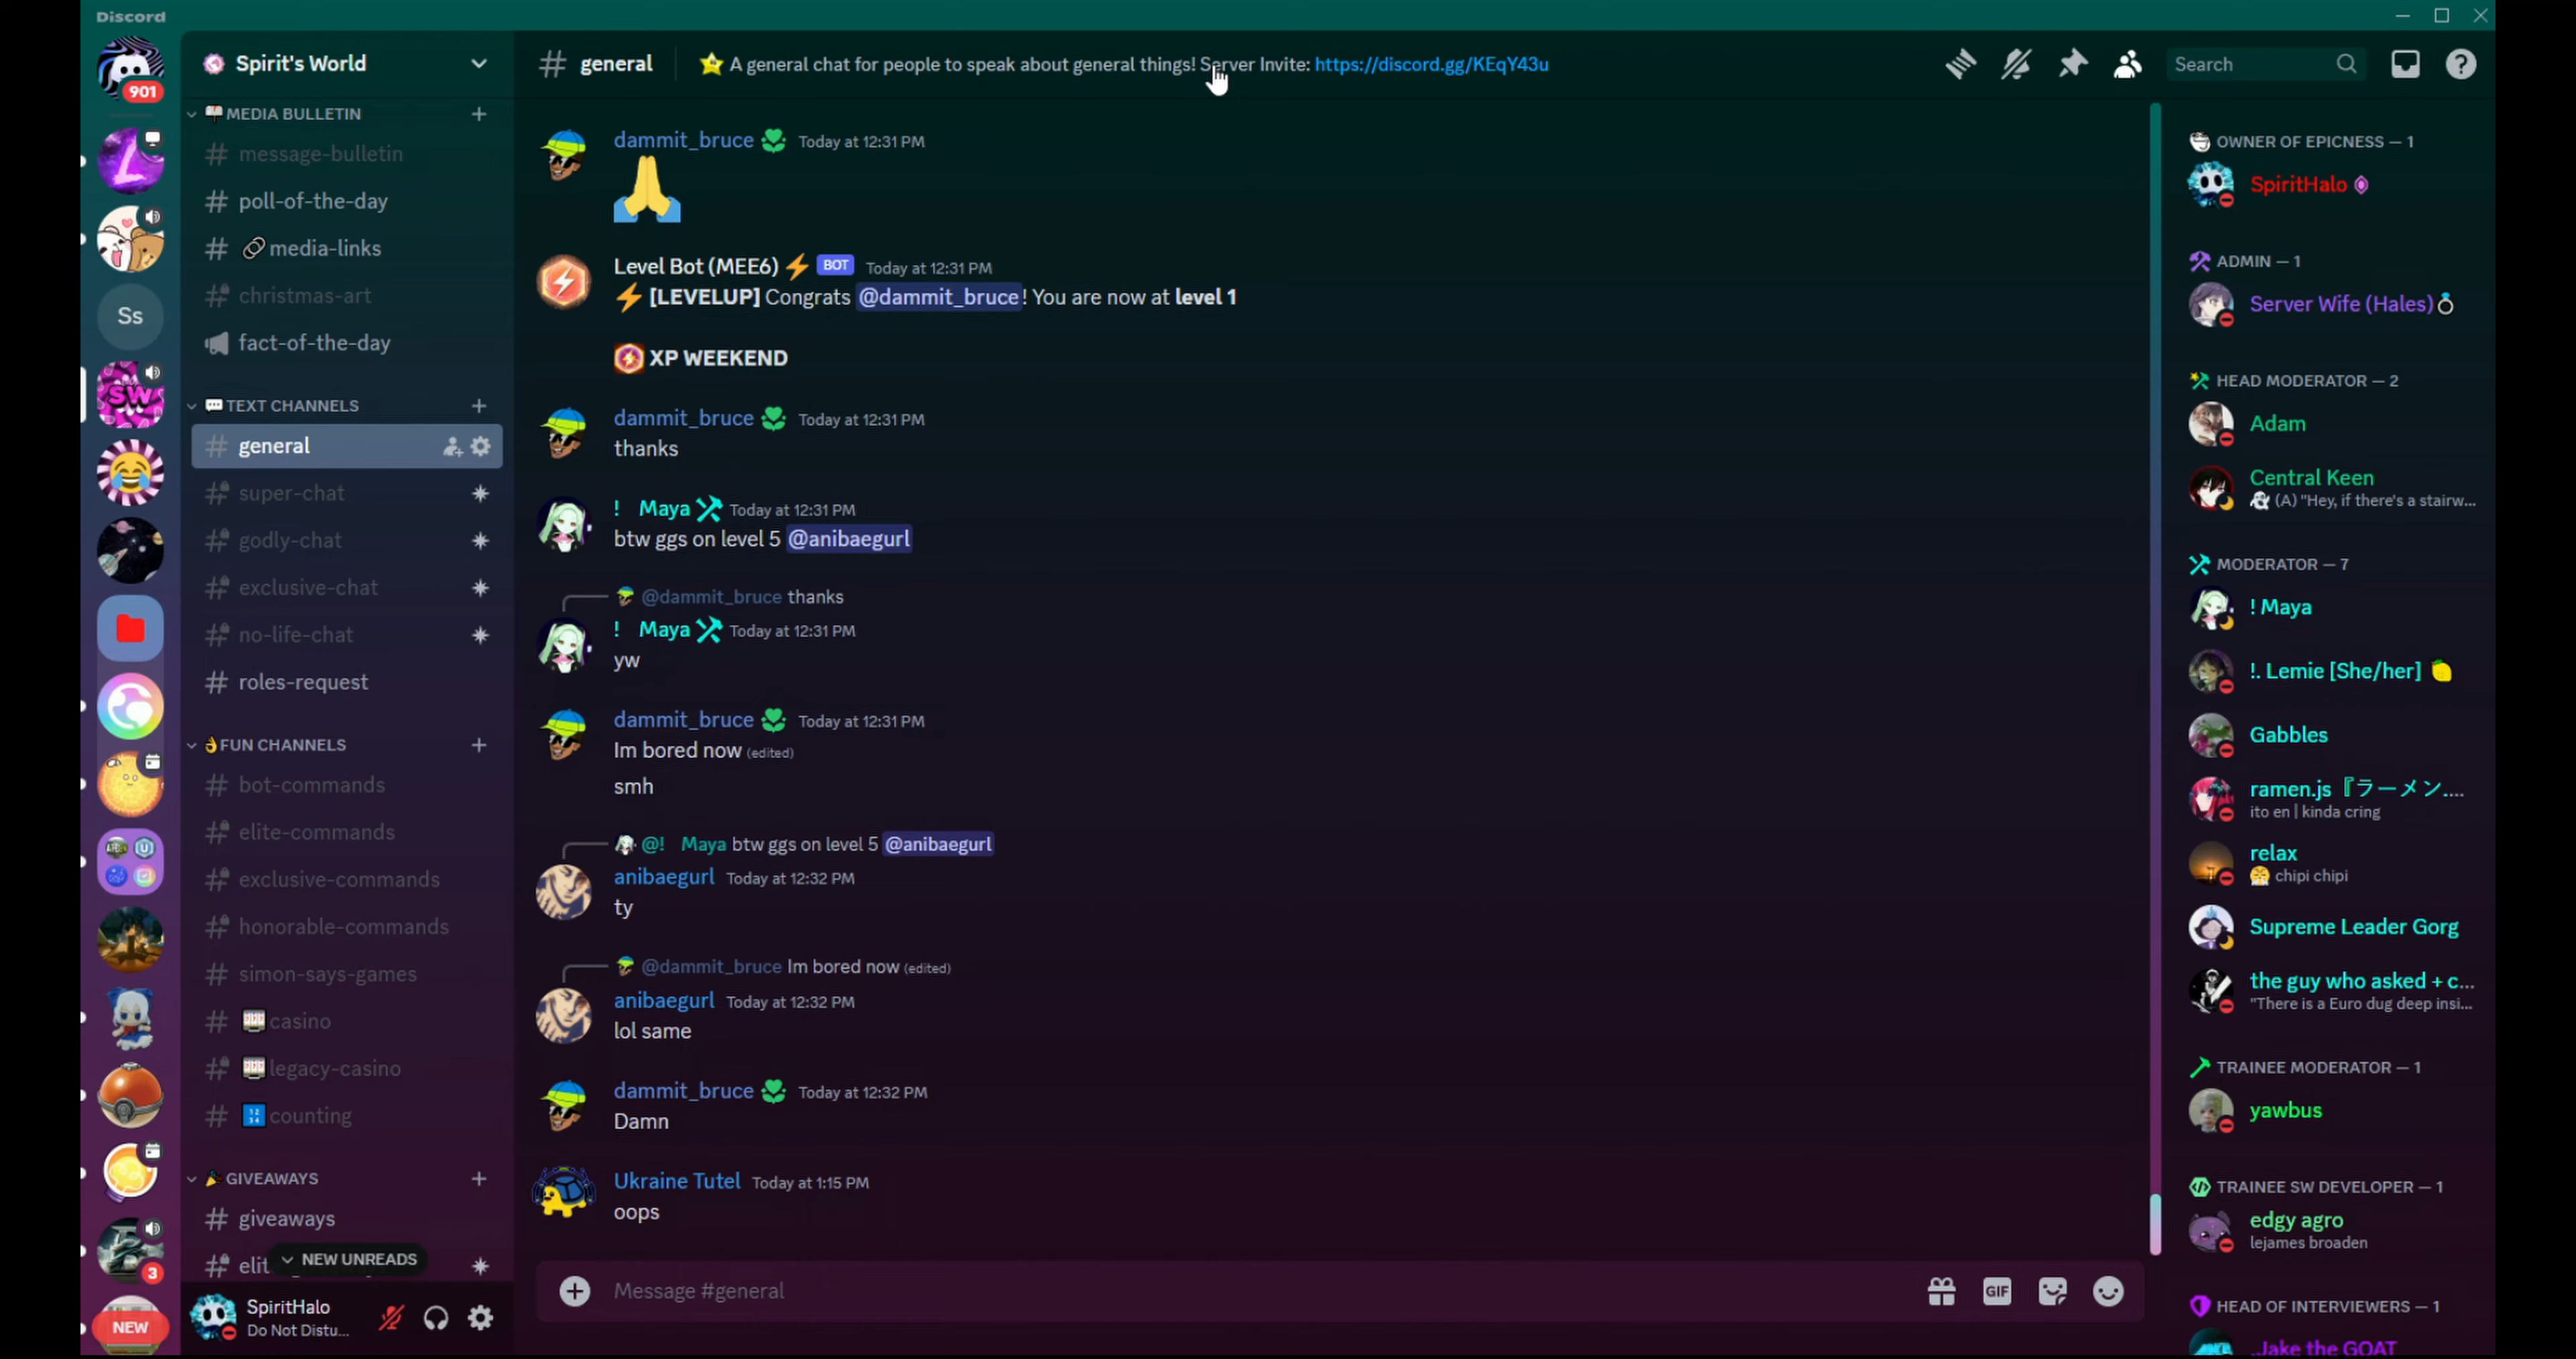 Discord
901
Ss
SW
3
NEW
Spirit's World
MEDIA BULLETIN
message-bulletin
poll-of-the-day
media-links
christmas-art
fact-of-the-day
TEXT CHANNELS
general
super-chat
godly-chat
exclusive-chat
no-life-chat
roles-request
FUN CHANNELS
bot-commands
elite-commands
exclusive-commands
honorable-commands
simon-says-games
casino
legacy-casino
counting
GIVEAWAYS
giveaways
elit
NEW UNREADS
SpiritHalo
Do Not Distu...
general
A general chat for people to speak about general things! Server Invite: https://discord.gg/KEqY43u
Search
dammit_bruce Today at 12:31 PM
Level Bot (MEE6) BOT Today at 12:31 PM
[LEVELUP] Congrats @dammit_bruce! You are now at level 1
XP WEEKEND
dammit_bruce Today at 12:31 PM
thanks
! Maya Today at 12:31 PM
btw ggs on level 5 @anibaegurl
@dammit_bruce thanks
! Maya Today at 12:31 PM
yw
dammit_bruce Today at 12:31 PM
Im bored now (edited)
smh
@! Maya btw ggs on level 5 @anibaegurl
anibaegurl Today at 12:32 PM
ty
@dammit_bruce Im bored now (edited)
anibaegurl Today at 12:32 PM
lol same
dammit_bruce Today at 12:32 PM
Damn
Ukraine Tutel Today at 1:15 PM
oops
Message #general
GIF
OWNER OF EPICNESS — 1
SpiritHalo
ADMIN — 1
Server Wife (Hales)
HEAD MODERATOR — 2
Adam
Central Keen
(A) "Hey, if there's a stairw...
MODERATOR — 7
! Maya
!. Lemie [She/her]
Gabbles
ramen.js『ラーメン....
ito en | kinda cring
relax
chipi chipi
Supreme Leader Gorg
the guy who asked + c...
"There is a Euro dug deep insi...
TRAINEE MODERATOR — 1
yawbus
TRAINEE SW DEVELOPER — 1
edgy agro
lejames broaden
HEAD OF INTERVIEWERS — 1
.Jake the GOAT